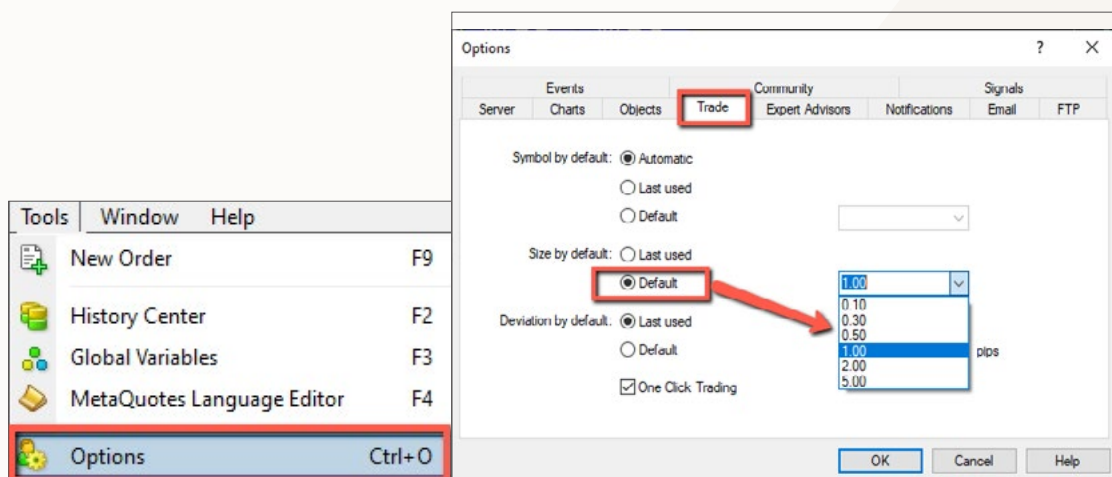 Tools Window Help
New Order F9
History Center F2
Global Variables F3
MetaQuotes Language Editor F4
Options Ctrl+O
Options ? X
Events Community Signals
Server Charts Objects Trade Expert Advisors Notifications Email FTP
Symbol by default: Automatic
Last used
Default
Size by default: Last used
Default 1.00
0.10
0.30
Deviation by default: Last used
0.50
Default 1.00 pips
2.00
One Click Trading 5.00
OK Cancel Help